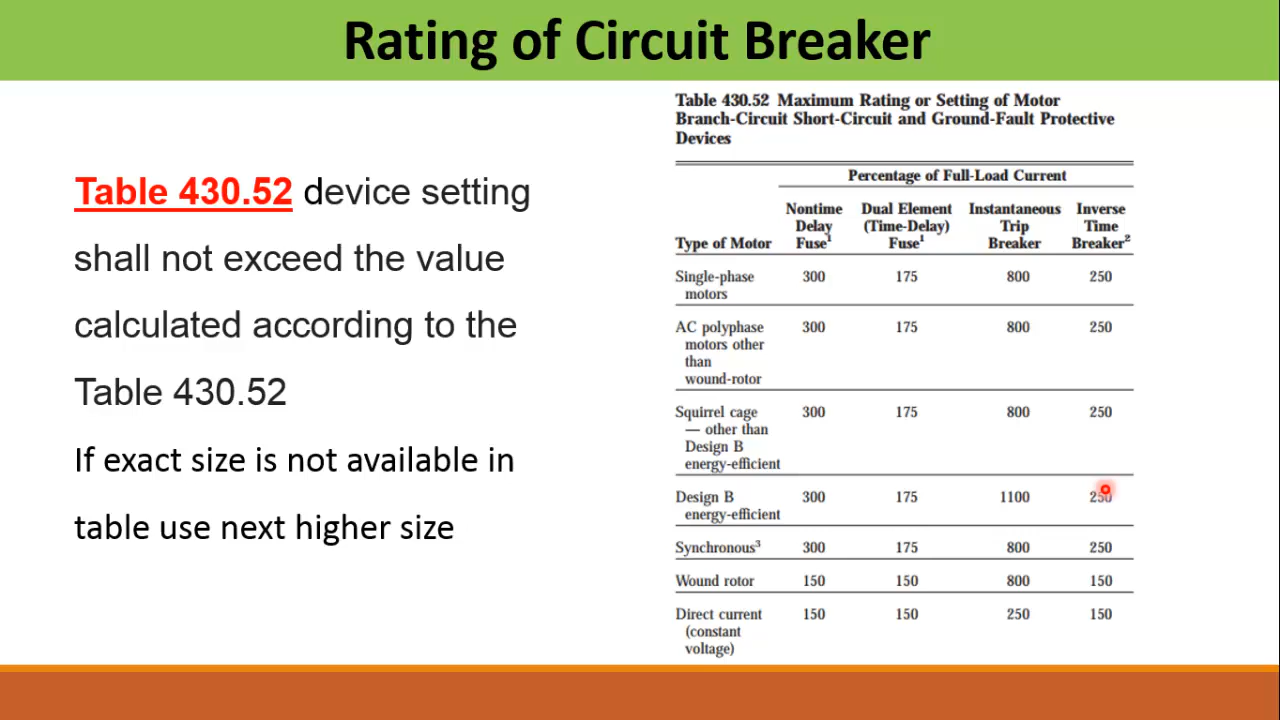 Rating of Circuit Breaker
Table 430.52 device setting
shall not exceed the value
calculated according to the
Table 430.52
If exact size is not available in
table use next higher size
Table 430.52 Maximum Rating or Setting of Motor
Branch-Circuit Short-Circuit and Ground-Fault Protective
Devices
Percentage of Full-Load Current
Type of Motor Nontime Delay Fuse¹ Dual Element (Time-Delay) Fuse¹ Instantaneous Trip Breaker Inverse Time Breaker²
Single-phase 300 175 800 250
motors
AC polyphase 300 175 800 250
motors other
than
wound-rotor
Squirrel cage 300 175 800 250
— other than
Design B
energy-efficient
Design B 300 175 1100 250
energy-efficient
Synchronous³ 300 175 800 250
Wound rotor 150 150 800 150
Direct current 150 150 250 150
(constant
voltage)